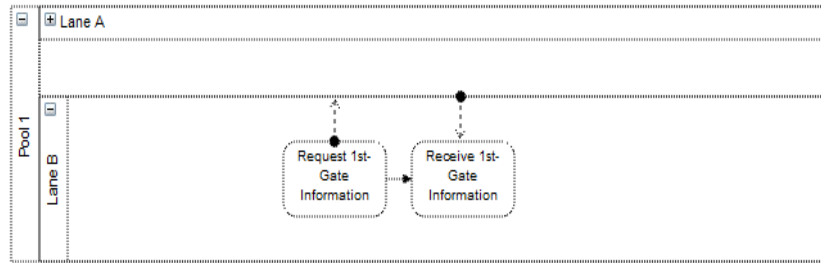 Lane A
Pool 1
Lane B
Request 1st-
Gate
Information
Receive 1st-
Gate
Information